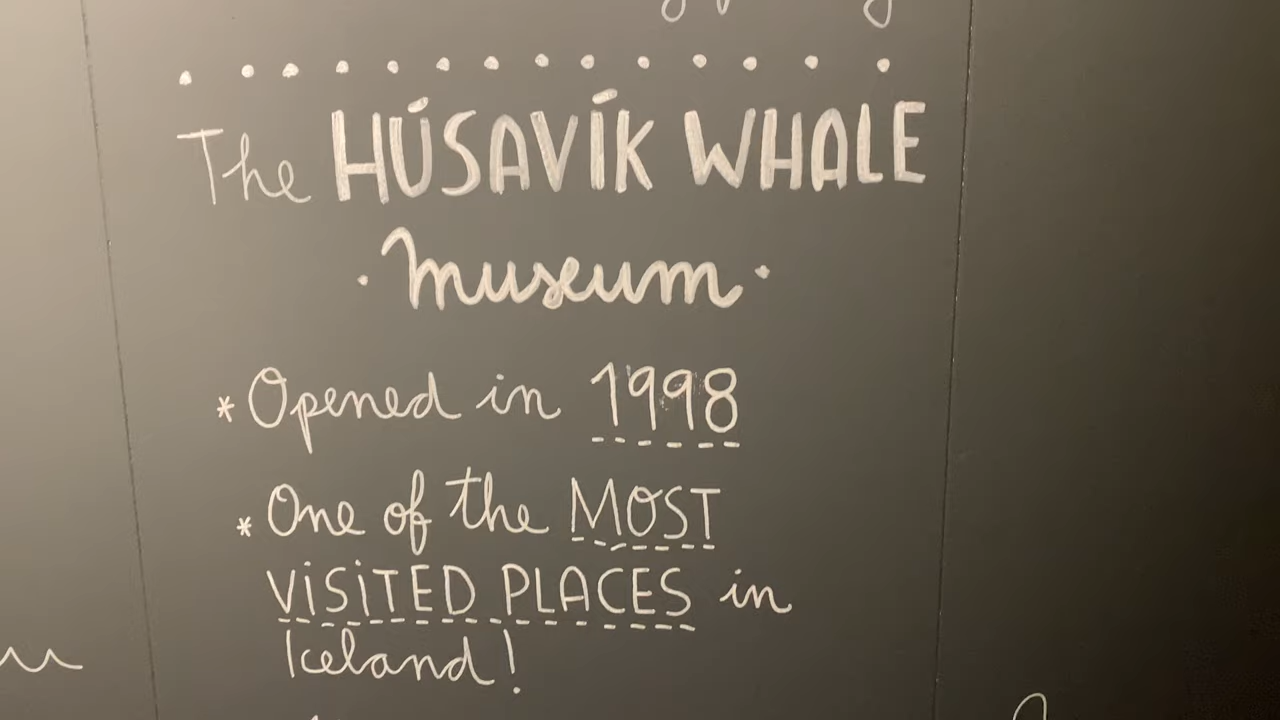 The HÚSAVÍK WHALE
· museum ·
* Opened in 1998
* One of the MOST
VISITED PLACES in
Iceland!